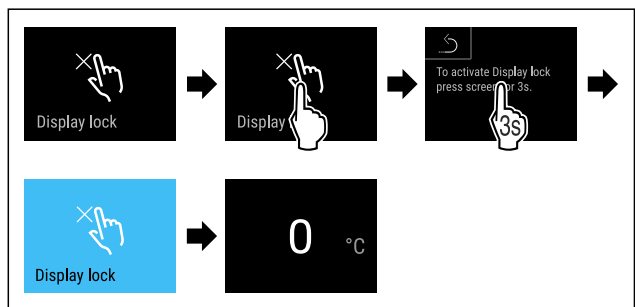 Display lock
Display
To activate Display lock
press screen for 3s.
3s
Display lock
0 °C